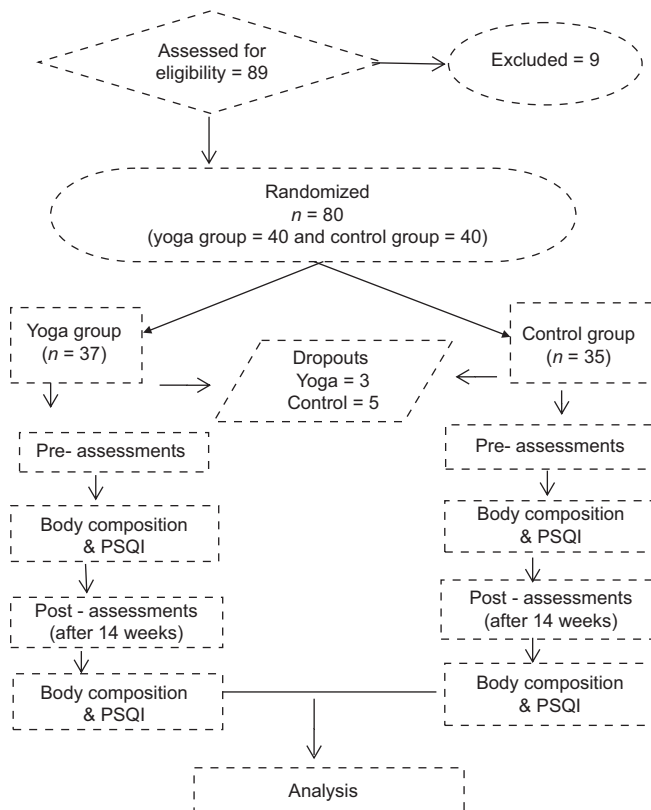 Assessed for
eligibility = 89
Excluded = 9
Randomized
n = 80
(yoga group = 40 and control group = 40)
Yoga group
(n = 37)
Dropouts
Yoga = 3
Control = 5
Control group
(n = 35)
Pre- assessments
Pre- assessments
Body composition
& PSQI
Body composition
& PSQI
Post - assessments
(after 14 weeks)
Post - assessments
(after 14 weeks)
Body composition
& PSQI
Body composition
& PSQI
Analysis